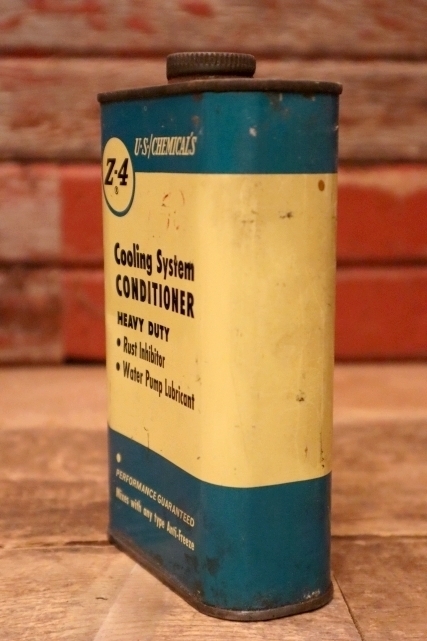 U·S·/CHEMICAL'S
Z-4
®
Cooling System
CONDITIONER
HEAVY DUTY
• Rust Inhibitor
• Water Pump Lubricant
PERFORMANCE GUARANTEED
Mixes with any type Anti-Freeze